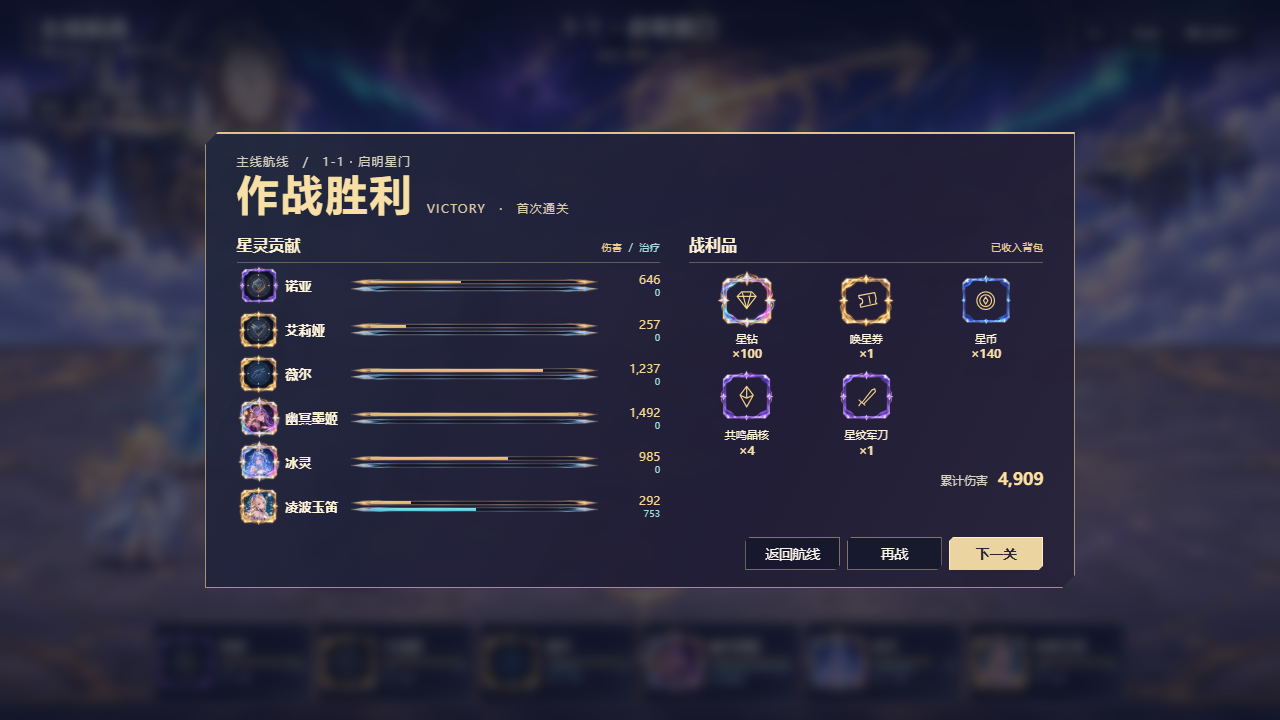 主线航线 / 1-1 · 启明星门
作战胜利 VICTORY · 首次通关
星灵贡献 伤害 / 治疗
诺亚 646
0
艾莉娅 257
0
薇尔 1,237
0
幽冥墨姬 1,492
0
冰灵 985
0
凌波玉笛 292
753
战利品 已收入背包
星钻 唤星券 星币
×100 ×1 ×140
共鸣晶核 星纹军刀
×4 ×1
累计伤害 4,909
返回航线 再战 下一关